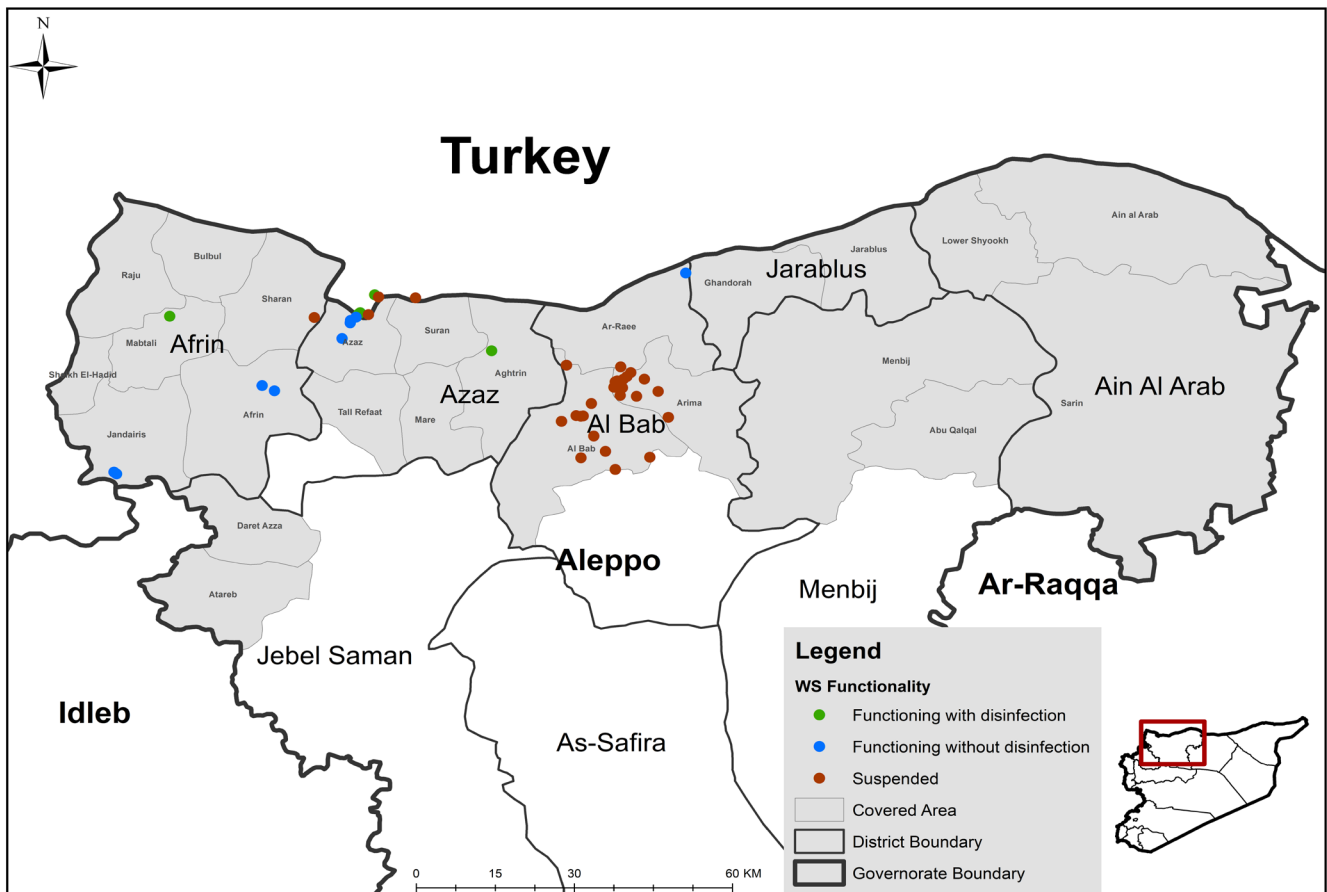 N
Turkey
Ain al Arab
Bulbul
Raju
Sharan
Lower Shyookh
Jarablus
Jarablus
Ghandorah
Ar-Raee
Suran
Azaz
Mabtali
Afrin
Sheikh El-Hadid
Aghtrin
Menbij
Ain Al Arab
Azaz
Tall Refaat
Mare
Afrin
Arima
Sarin
Al Bab
Abu Qalqal
Jandairis
Al Bab
Daret Azza
Aleppo
Menbij
Ar-Raqqa
Atareb
Jebel Saman
Idleb
As-Safira
Legend
WS Functionality
Functioning with disinfection
Functioning without disinfection
Suspended
Covered Area
District Boundary
Governorate Boundary
0 15 30 60 KM